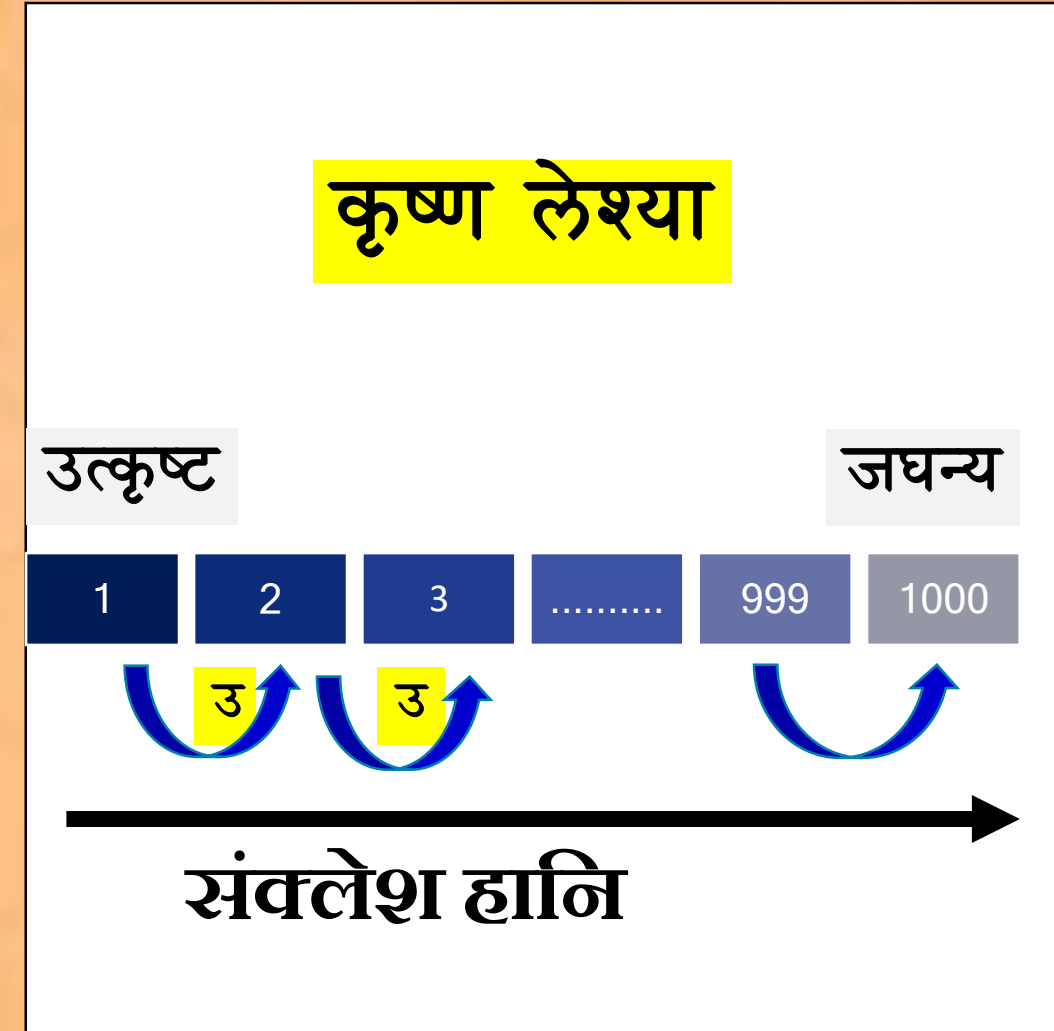 कृष्ण लेश्या
उत्कृष्ट जघन्य
1 2 3 .......... 999 1000
उ उ
संक्लेश हानि